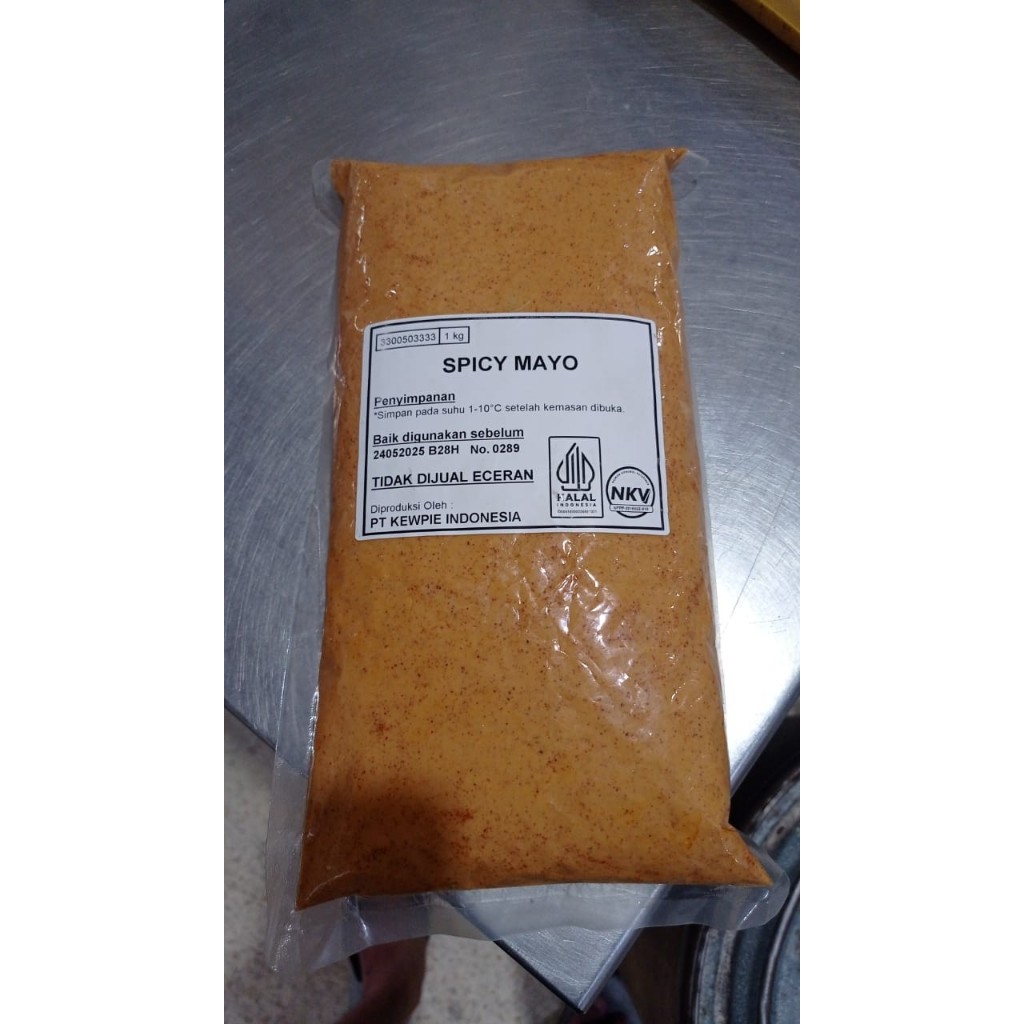 3300503333 1 kg
SPICY MAYO
Penyimpanan
*Simpan pada suhu 1-10°C setelah kemasan dibuka.
Baik digunakan sebelum
24052025 B28H No. 0289
TIDAK DIJUAL ECERAN
Diproduksi Oleh :
PT KEWPIE INDONESIA
HALAL
INDONESIA
NKV